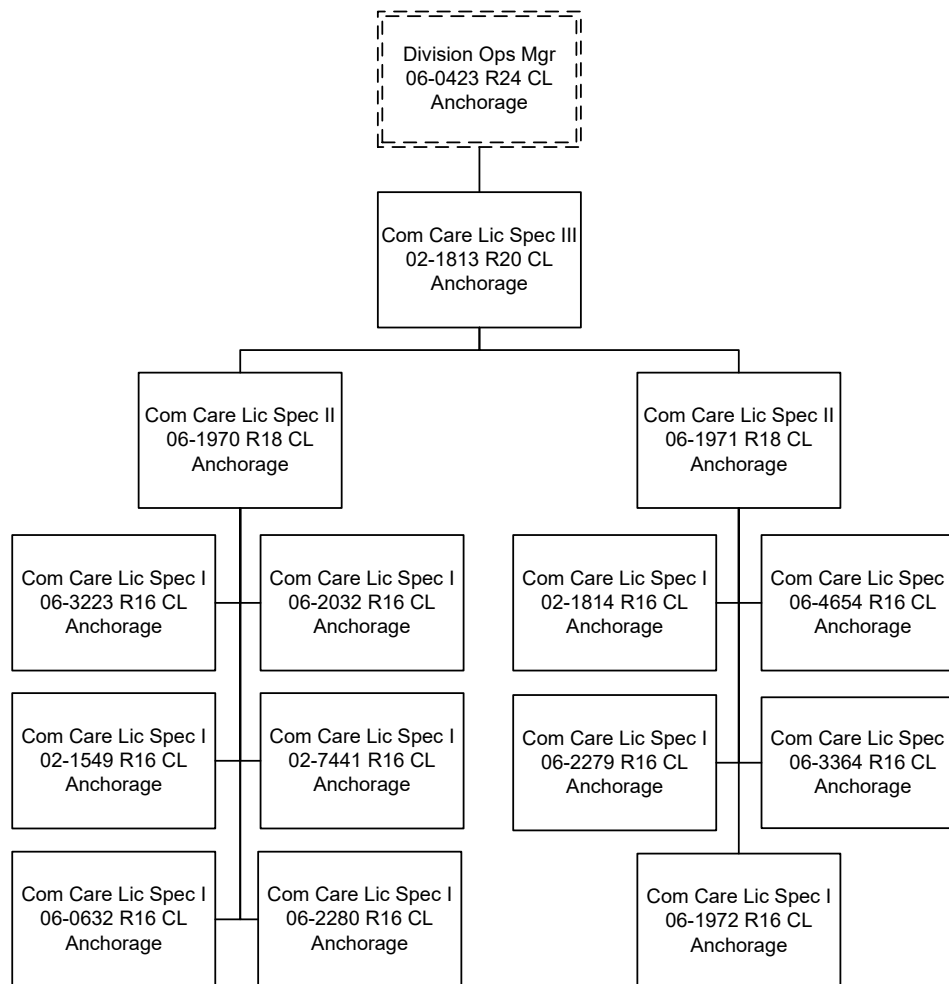 Division Ops Mgr
06-0423 R24 CL
Anchorage
Com Care Lic Spec III
02-1813 R20 CL
Anchorage
Com Care Lic Spec II
06-1970 R18 CL
Anchorage
Com Care Lic Spec II
06-1971 R18 CL
Anchorage
Com Care Lic Spec I
06-3223 R16 CL
Anchorage
Com Care Lic Spec I
06-2032 R16 CL
Anchorage
Com Care Lic Spec I
02-1814 R16 CL
Anchorage
Com Care Lic Spec
06-4654 R16 CL
Anchorage
Com Care Lic Spec I
02-1549 R16 CL
Anchorage
Com Care Lic Spec I
02-7441 R16 CL
Anchorage
Com Care Lic Spec I
06-2279 R16 CL
Anchorage
Com Care Lic Spec
06-3364 R16 CL
Anchorage
Com Care Lic Spec I
06-0632 R16 CL
Anchorage
Com Care Lic Spec I
06-2280 R16 CL
Anchorage
Com Care Lic Spec I
06-1972 R16 CL
Anchorage